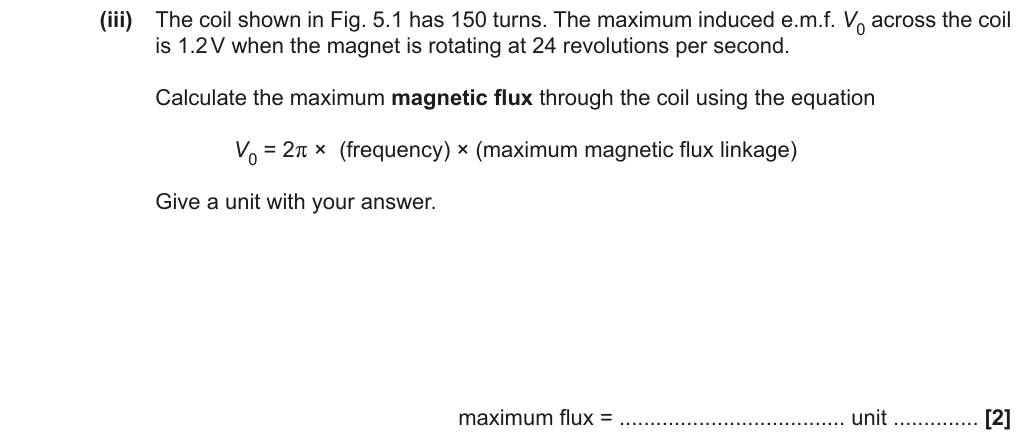 (iii) The coil shown in Fig. 5.1 has 150 turns. The maximum induced e.m.f. V₀ across the coil
is 1.2 V when the magnet is rotating at 24 revolutions per second.
Calculate the maximum magnetic flux through the coil using the equation
V₀ = 2π × (frequency) × (maximum magnetic flux linkage)
Give a unit with your answer.
maximum flux = ..................................... unit .............. [2]